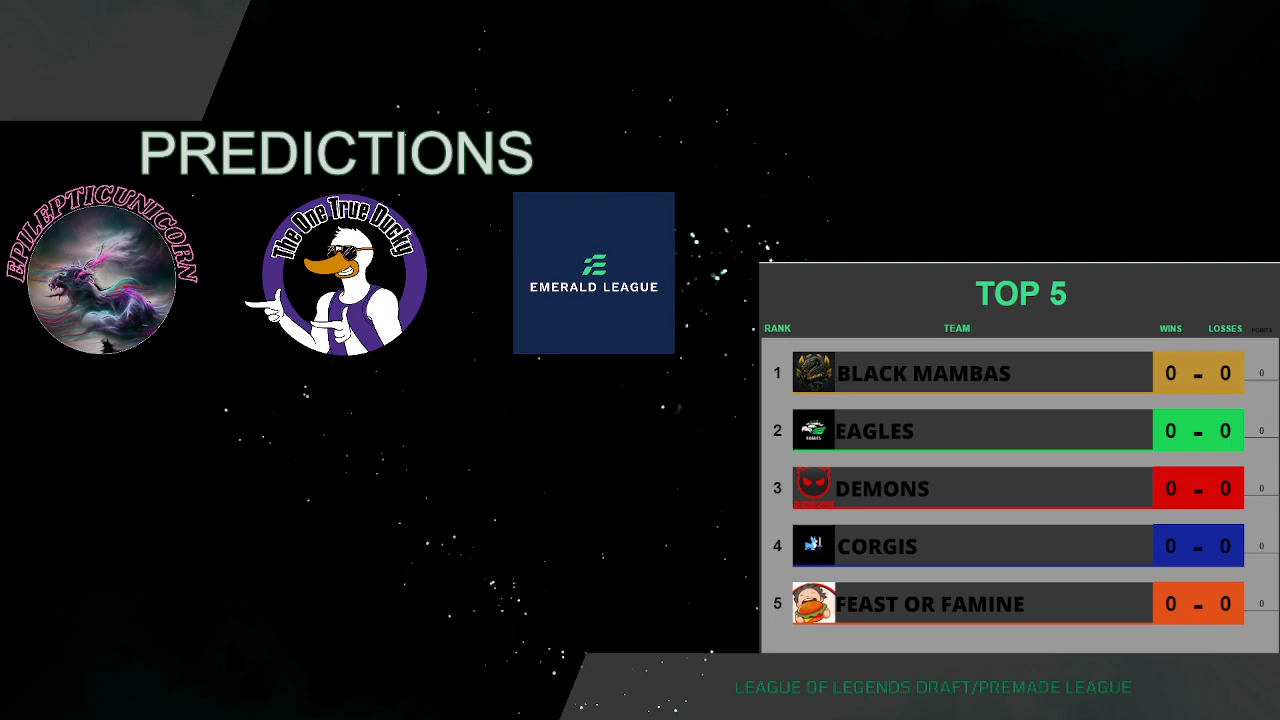 PREDICTIONS
EPILEPTICUNICORN
The One True Ducky
EMERALD LEAGUE
TOP 5
RANK TEAM WINS LOSSES POINTS
1 BLACK MAMBAS 0 - 0 0
2 EAGLES 0 - 0 0
3 DEMONS 0 - 0 0
4 CORGIS 0 - 0 0
5 FEAST OR FAMINE 0 - 0 0
LEAGUE OF LEGENDS DRAFT/PREMADE LEAGUE